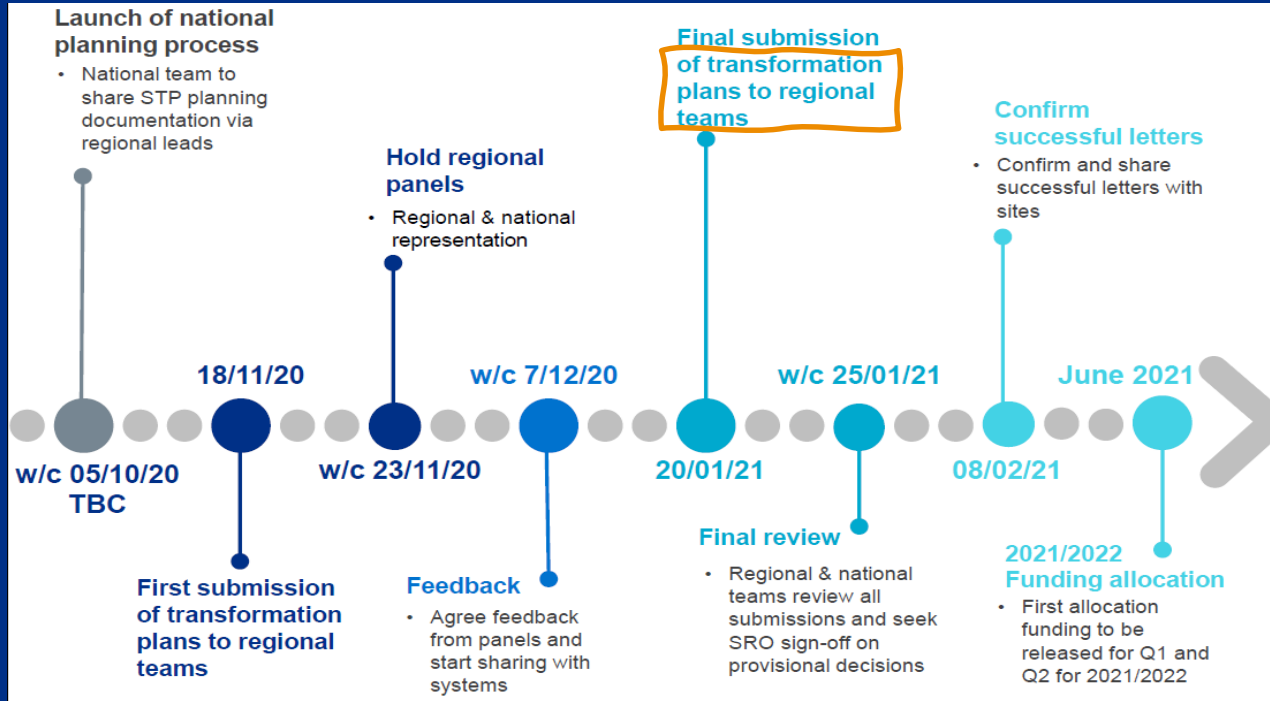 Launch of national
planning process
• National team to
share STP planning
documentation via
regional leads
Hold regional
panels
• Regional & national
representation
Final submission
of transformation
plans to regional
teams
Confirm
successful letters
• Confirm and share
successful letters with
sites
18/11/20
w/c 7/12/20
w/c 25/01/21
June 2021
w/c 05/10/20
TBC
w/c 23/11/20
20/01/21
08/02/21
First submission
of transformation
plans to regional
teams
Feedback
• Agree feedback
from panels and
start sharing with
systems
Final review
• Regional & national
teams review all
submissions and seek
SRO sign-off on
provisional decisions
2021/2022
Funding allocation
• First allocation
funding to be
released for Q1 and
Q2 for 2021/2022